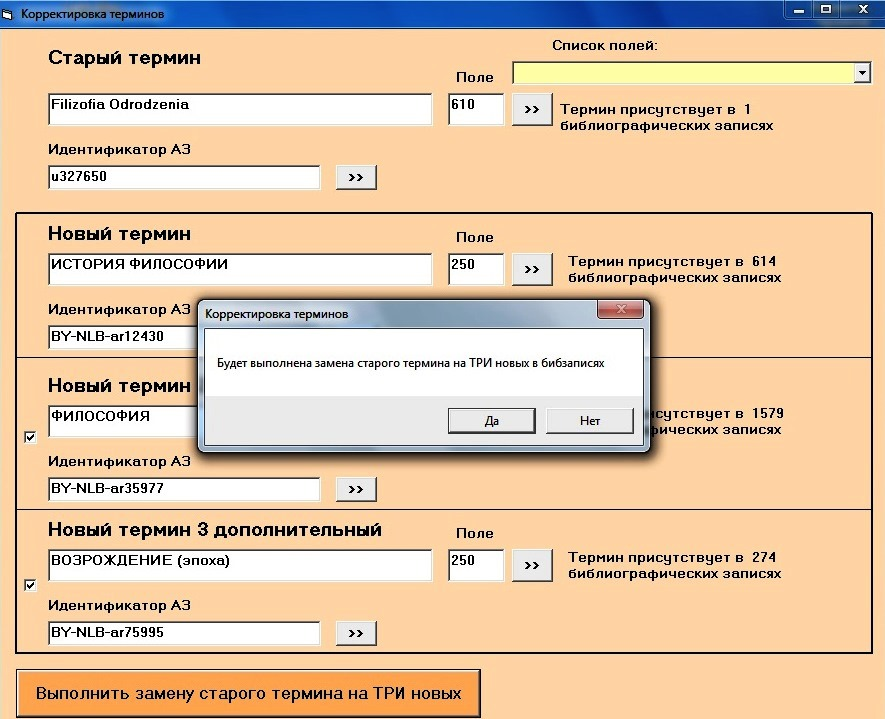 Корректировка терминов
Список полей:
Старый термин
Поле
Filizofia Odrodzenia
610
>>
Термин присутствует в 1
библиографических записях
Идентификатор АЗ
u327650
>>
Новый термин
Поле
ИСТОРИЯ ФИЛОСОФИИ
250
>>
Термин присутствует в 614
библиографических записях
Идентификатор АЗ
BY-NLB-ar12430
Корректировка терминов
Будет выполнена замена старого термина на ТРИ новых в бибзаписях
Да
Нет
Новый термин
ФИЛОСОФИЯ
1579
записях
Идентификатор АЗ
BY-NLB-ar35977
>>
Новый термин 3 дополнительный
Поле
ВОЗРОЖДЕНИЕ (эпоха)
250
>>
Термин присутствует в 274
библиографических записях
Идентификатор АЗ
BY-NLB-ar75995
>>
Выполнить замену старого термина на ТРИ новых